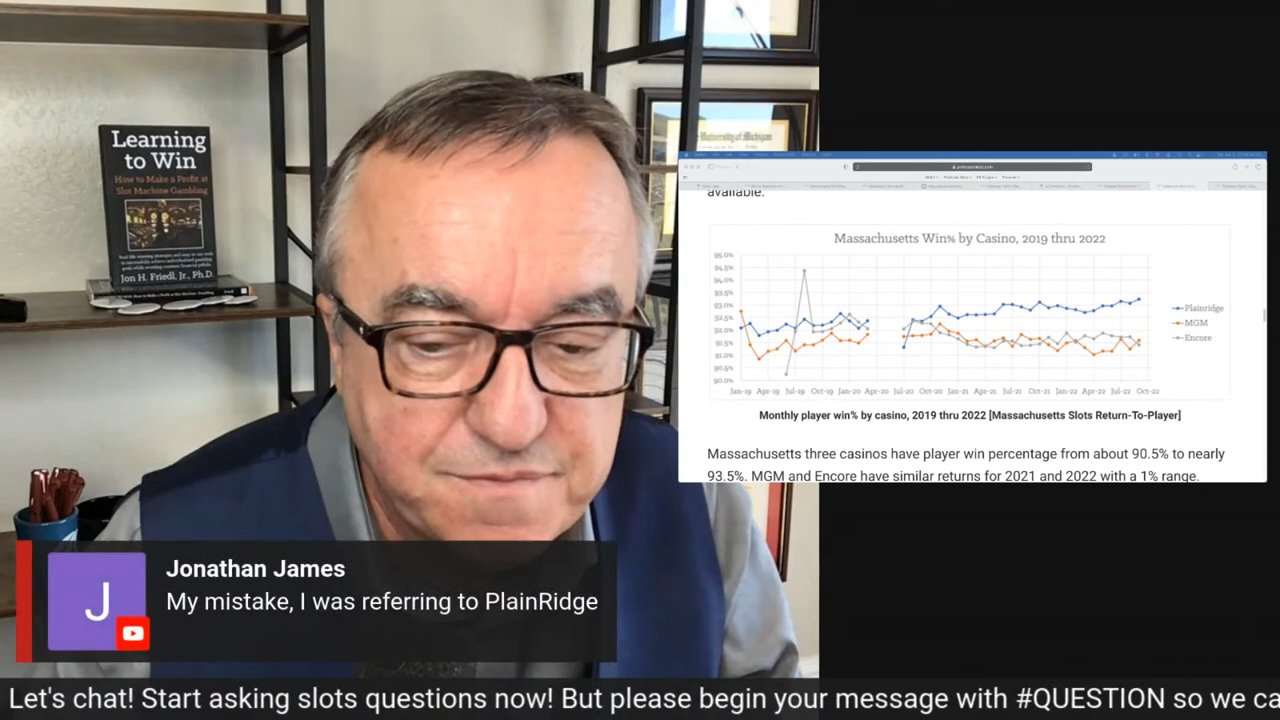 Learning
to Win
How to Make a Profit at
Slot Machine Gambling
Jon H. Friedl, Jr., Ph.D.
University of Michigan
available.
Massachusetts Win% by Casino, 2019 thru 2022
95.0%
94.5%
94.0%
93.5%
93.0%
92.5%
92.0%
91.5%
91.0%
90.5%
90.0%
Jan-19 Apr-19 Jul-19 Oct-19 Jan-20 Apr-20 Jul-20 Oct-20 Jan-21 Apr-21 Jul-21 Oct-21 Jan-22 Apr-22 Jul-22 Oct-22
Plainridge
MGM
Encore
Monthly player win% by casino, 2019 thru 2022 [Massachusetts Slots Return-To-Player]
Massachusetts three casinos have player win percentage from about 90.5% to nearly
93.5%. MGM and Encore have similar returns for 2021 and 2022 with a 1% range.
J
Jonathan James
My mistake, I was referring to PlainRidge
Let's chat! Start asking slots questions now! But please begin your message with #QUESTION so we ca